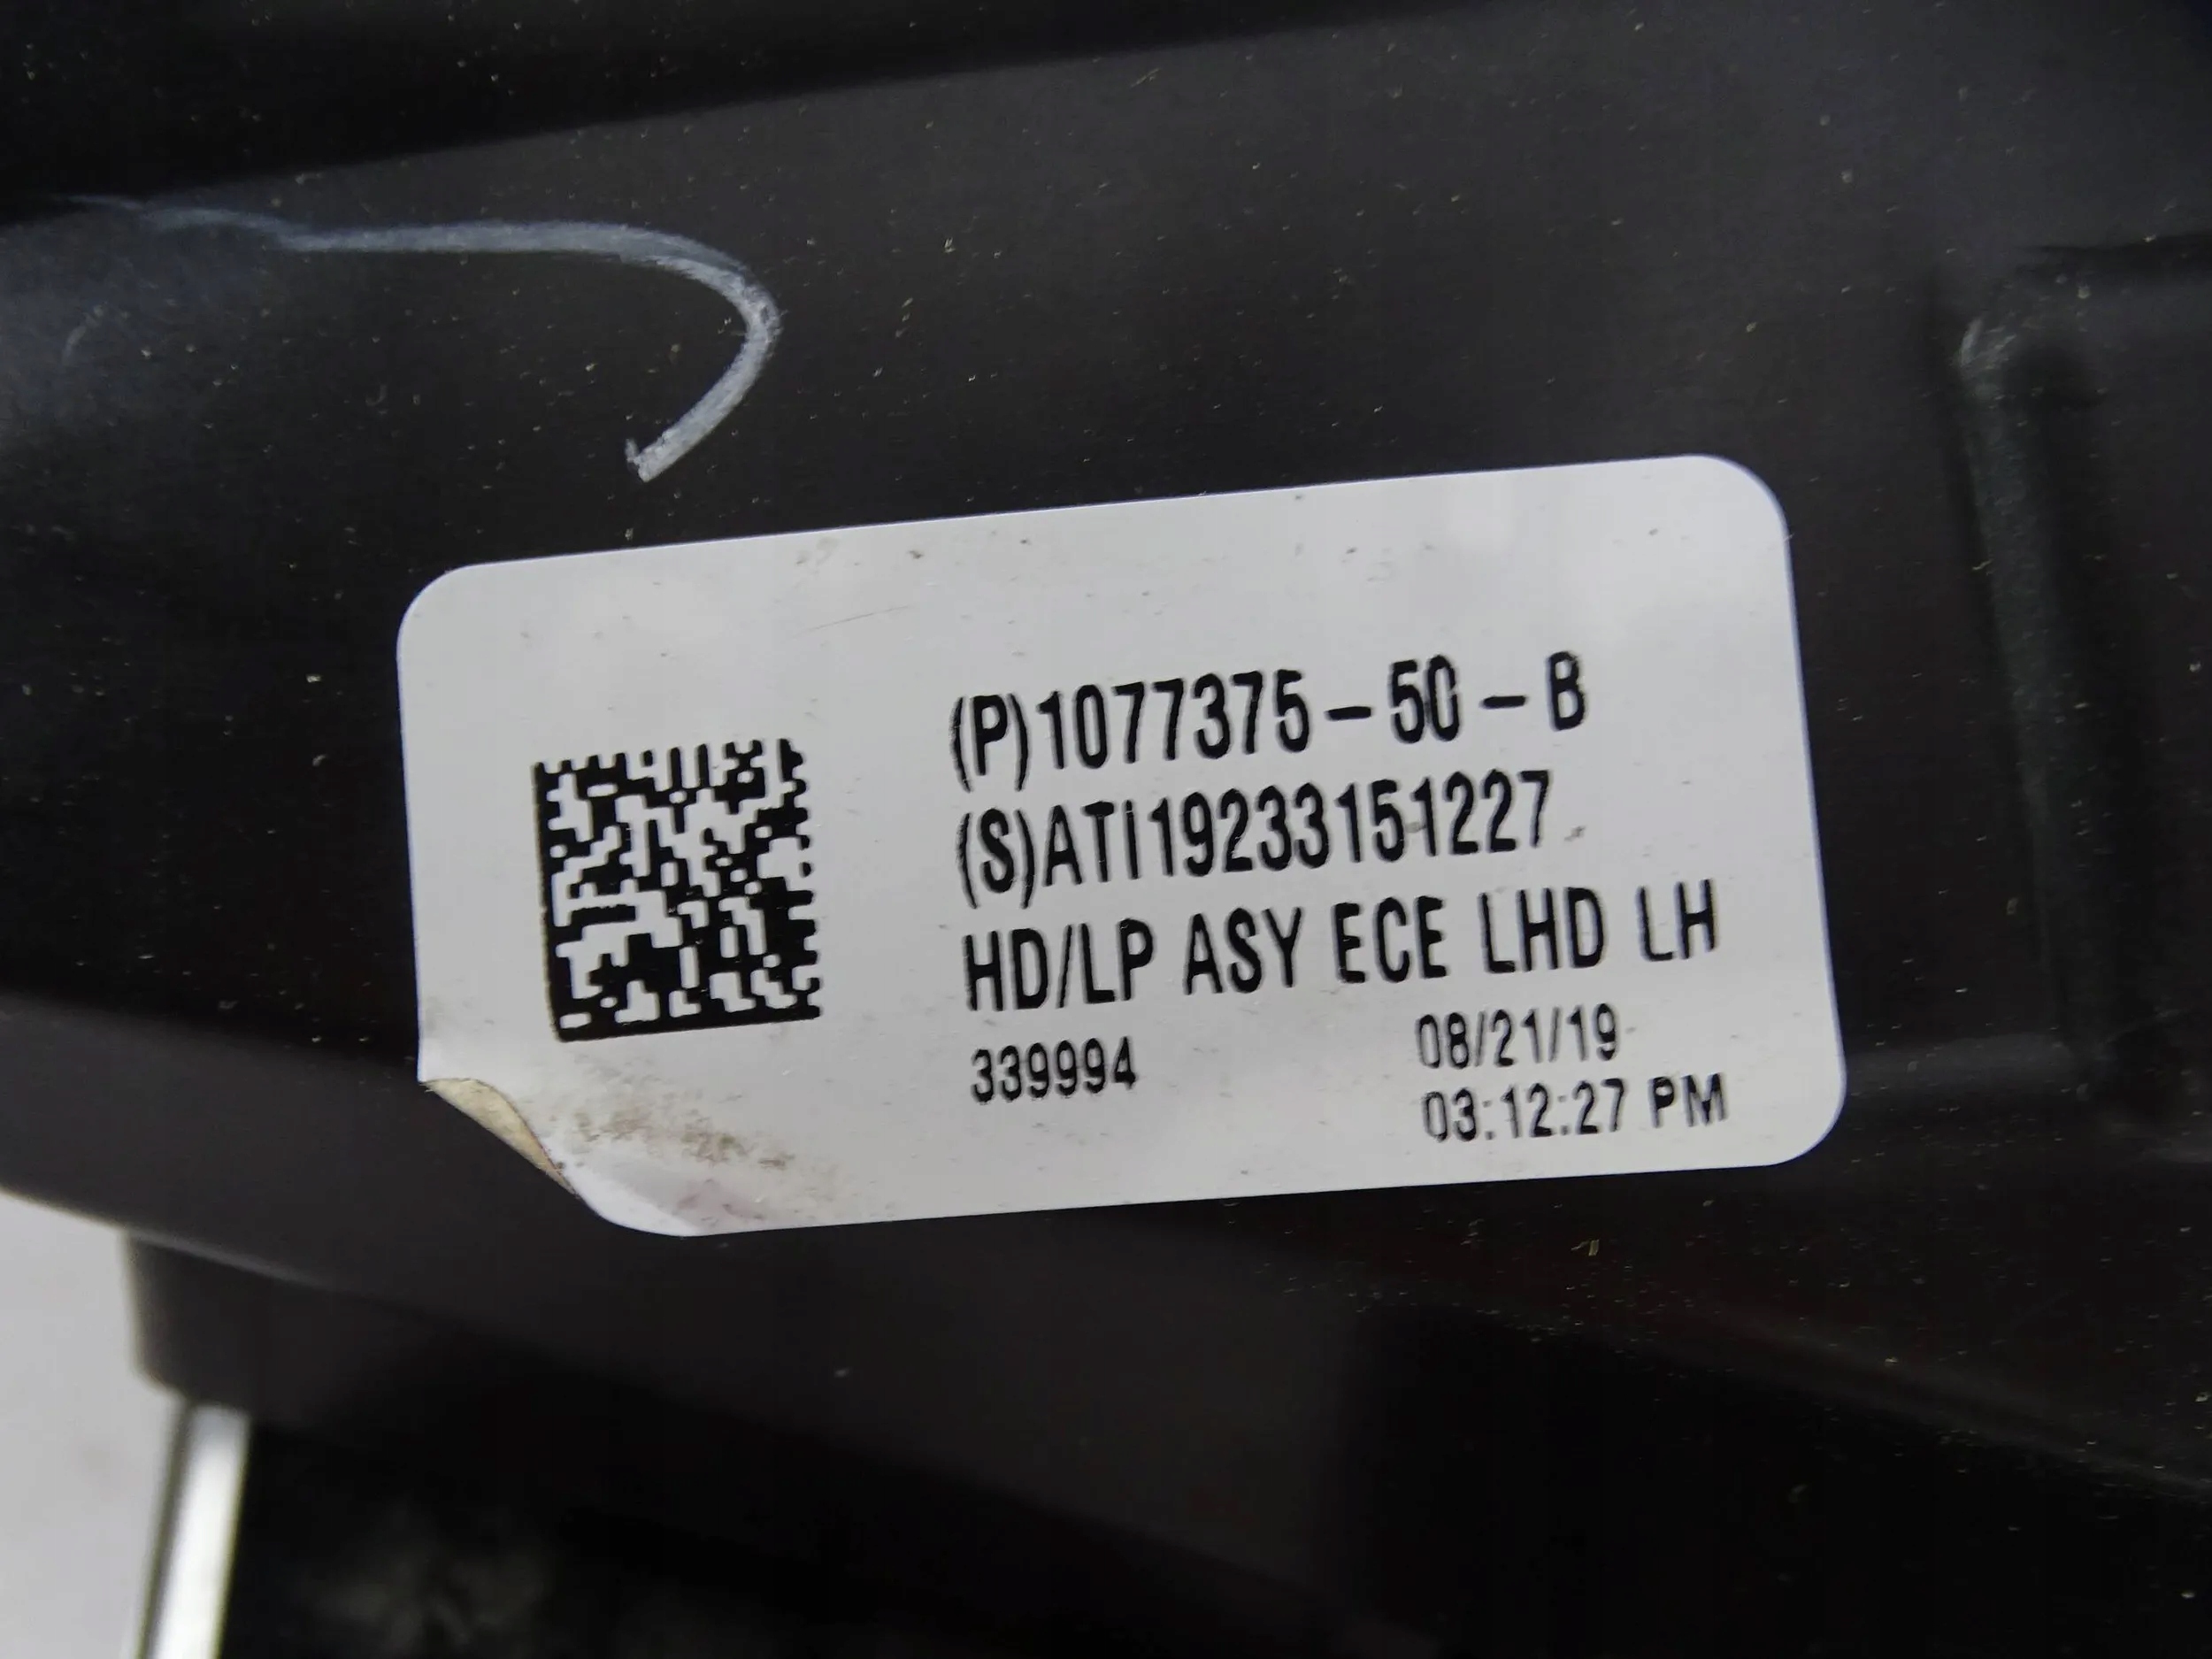 (P)1077375-50-B
(S)ATI19233151227
HD/LP ASY ECE LHD LH
339994
08/21/19
03:12:27 PM